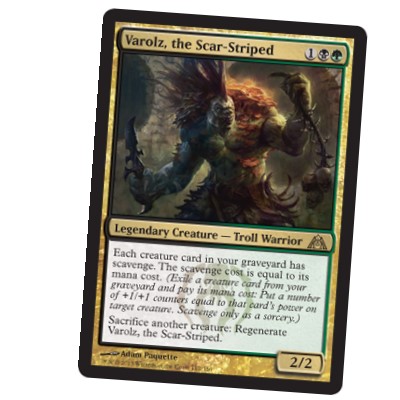 Varolz, the Scar-Striped
1
Legendary Creature — Troll Warrior
Each creature card in your graveyard has
scavenge. The scavenge cost is equal to its
mana cost. (Exile a creature card from your
graveyard and pay its mana cost: Put a number
of +1/+1 counters equal to that card's power on
target creature. Scavenge only as a sorcery.)
Sacrifice another creature: Regenerate
Varolz, the Scar-Striped.
Adam Paquette
2/2